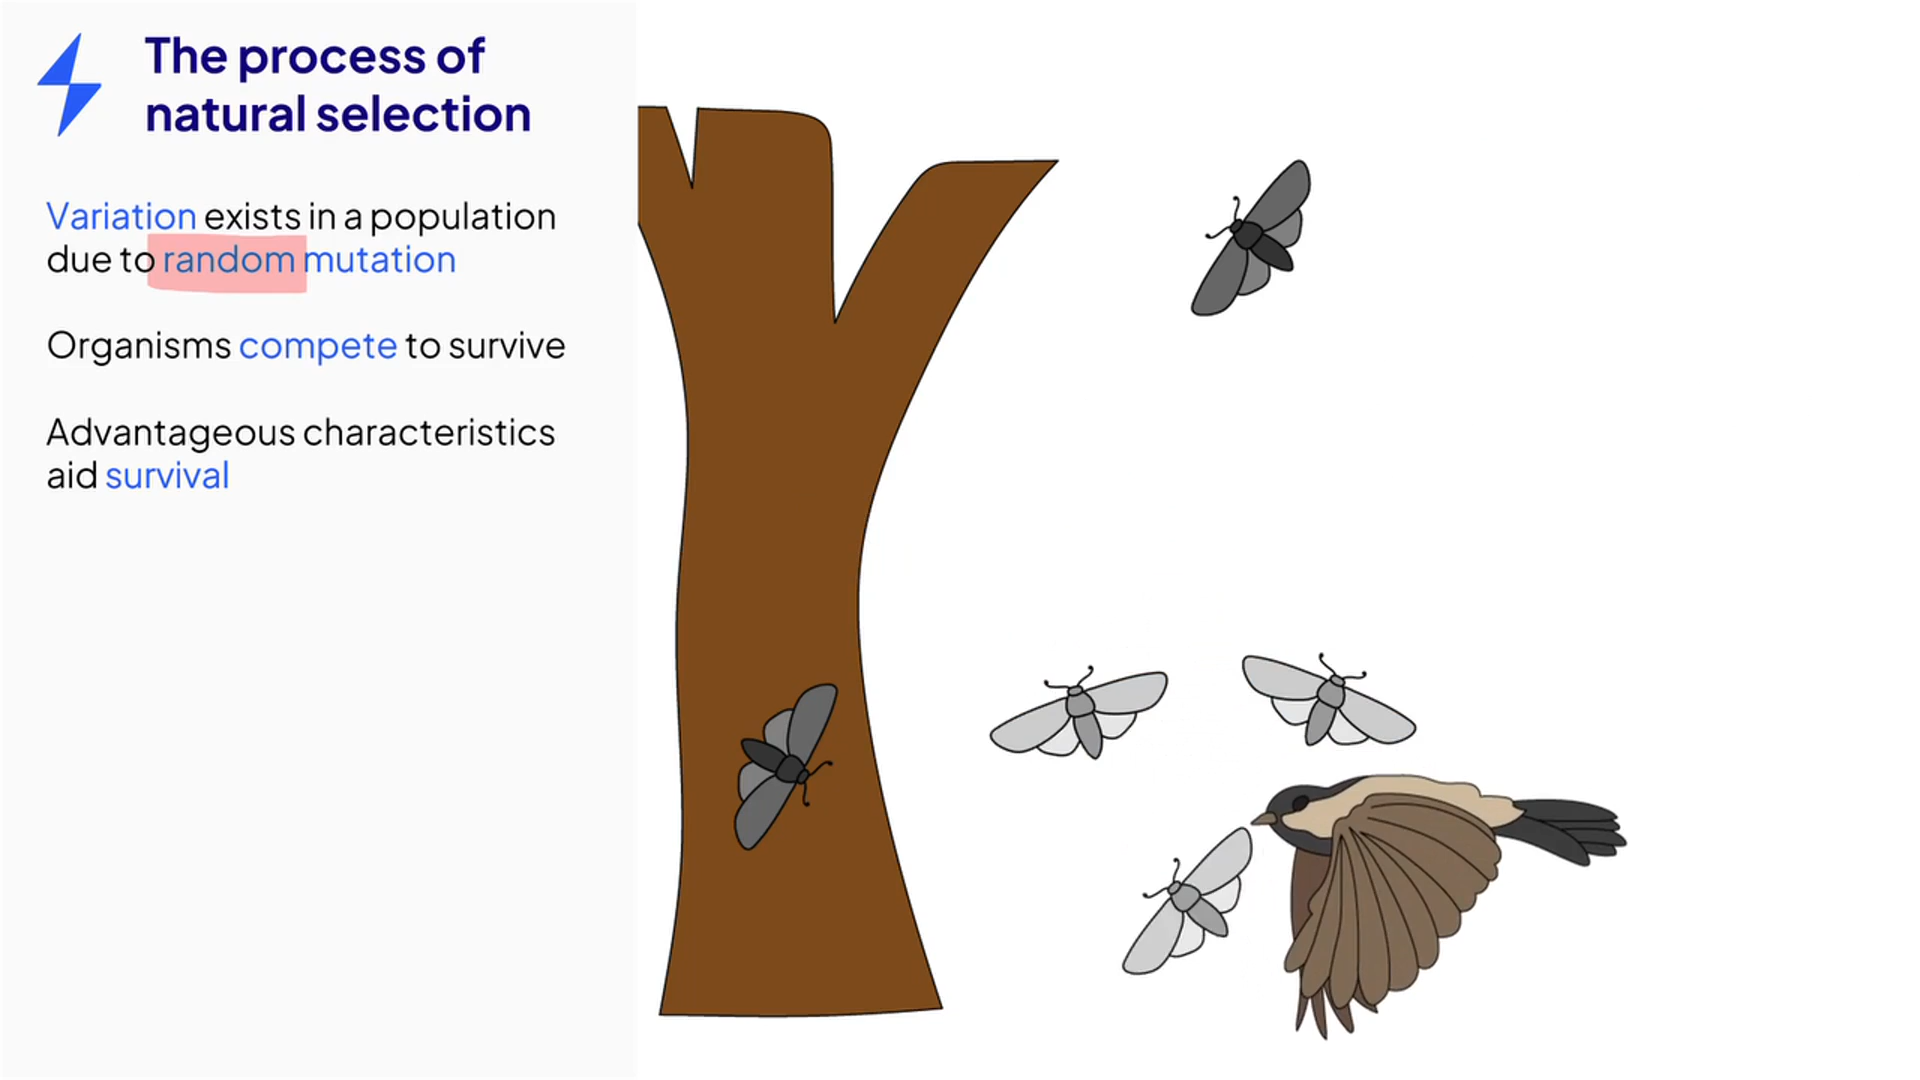 The process of
natural selection
Variation exists in a population
due to random mutation
Organisms compete to survive
Advantageous characteristics
aid survival